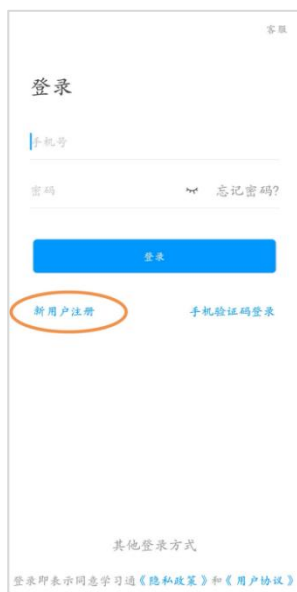 客服
登录
手机号
密码 忘记密码?
登录
新用户注册 手机验证码登录
其他登录方式
登录即表示同意学习通《隐私政策》和《用户协议》